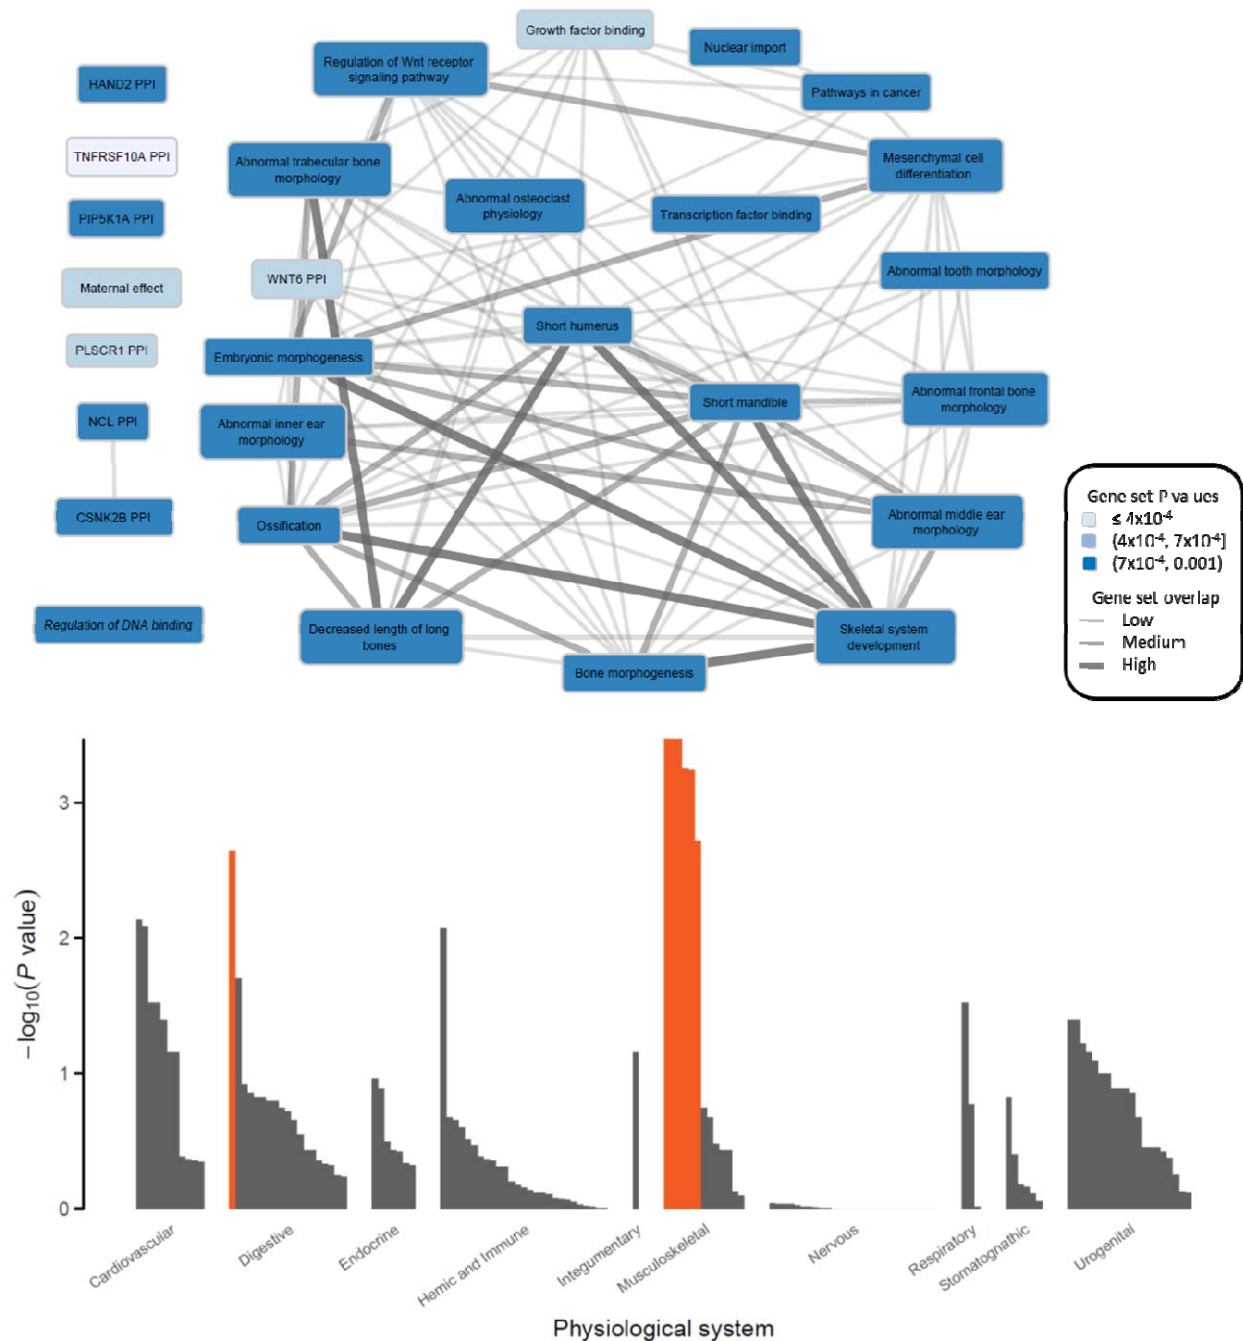 Growth factor binding
Nuclear import
Regulation of Wnt receptor
signaling pathway
HAND2 PPI
Pathways in cancer
TNFRSF10A PPI
Abnormal trabecular bone
morphology
Mesenchymal cell
differentiation
Abnormal osteoclast
physiology
Transcription factor binding
PIP5K1A PPI
WNT6 PPI
Abnormal tooth morphology
Maternal effect
Short humerus
PLSCR1 PPI
Embryonic morphogenesis
Short mandible
Abnormal frontal bone
morphology
NCL PPI
Abnormal inner ear
morphology
CSNK2B PPI
Ossification
Abnormal middle ear
morphology
Regulation of DNA binding
Decreased length of long
bones
Skeletal system
development
Bone morphogenesis
Gene set P values
≤ 4x10-4
(4x10-4, 7x10-4]
(7x10-4, 0.001)
Gene set overlap
Low
Medium
High
3
2
1
0
−log10(P value)
Cardiovascular
Digestive
Endocrine
Hemic and Immune
Integumentary
Musculoskeletal
Nervous
Respiratory
Stomatognathic
Urogenital
Physiological system